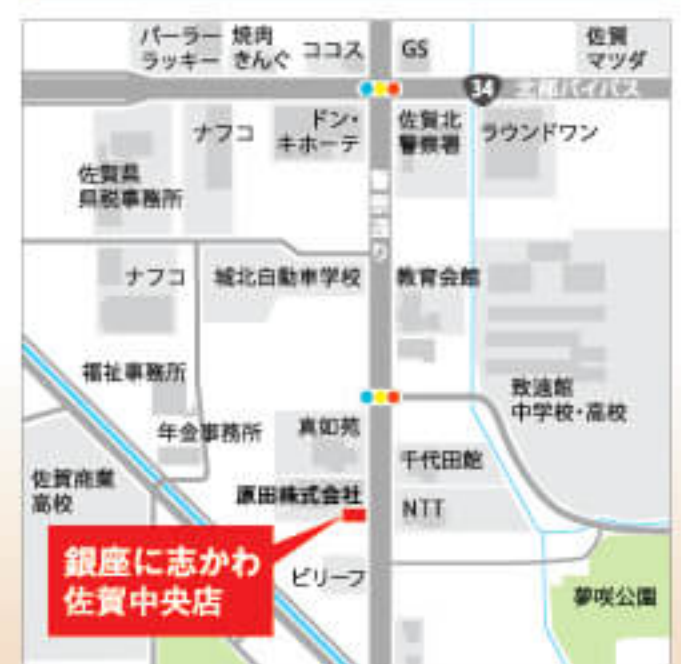 パーラー
ラッキー
焼肉
きんぐ
ココス
GS
佐賀
マツダ
34
北部バイパス
ナフコ
ドン・
キホーテ
佐賀北
警察署
ラウンドワン
佐賀県
県税事務所
ナフコ
城北自動車学校
教育会館
福祉事務所
致遠館
中学校・高校
年金事務所
真如苑
千代田館
佐賀商業
高校
原田株式会社
NTT
銀座に志かわ
佐賀中央店
ビリーフ
夢咲公園